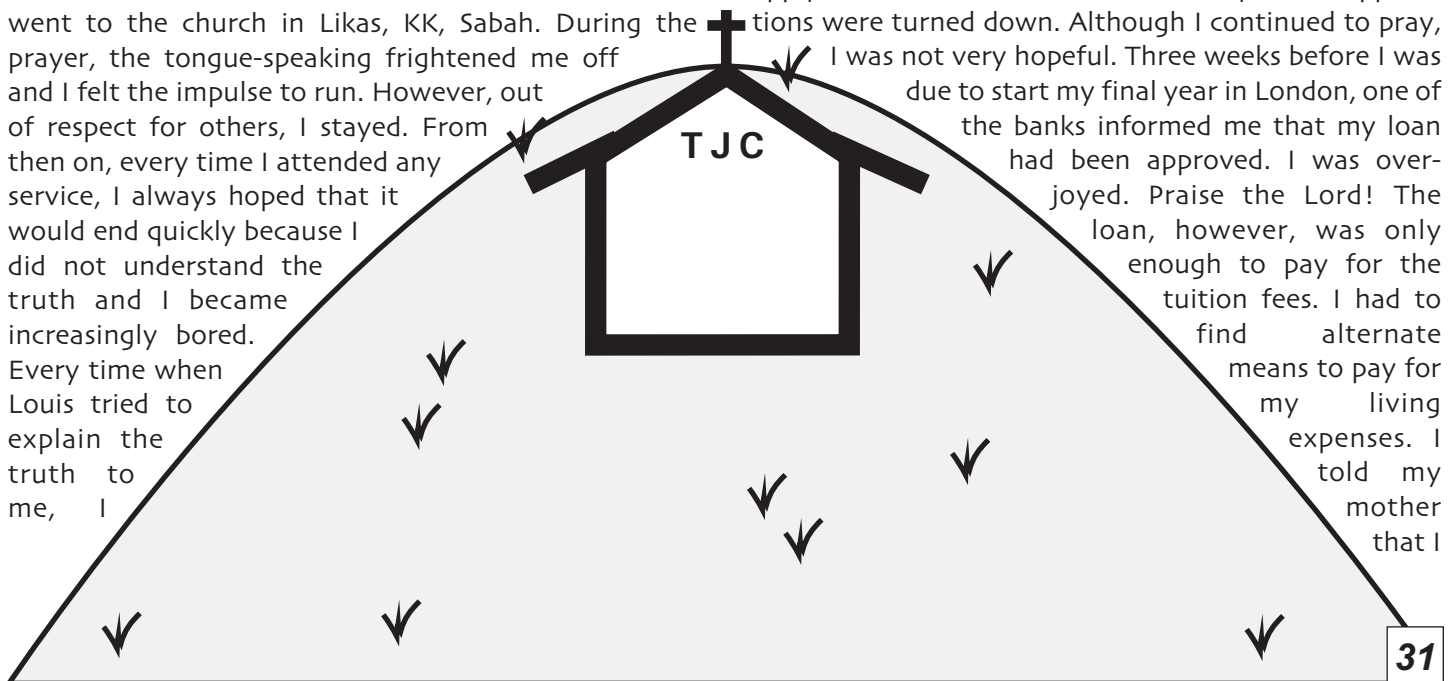 went to the church in Likas, KK, Sabah. During the
prayer, the tongue-speaking frightened me off
and I felt the impulse to run. However, out
of respect for others, I stayed. From
then on, every time I attended any
service, I always hoped that it
would end quickly because I
did not understand the
truth and I became
increasingly bored.
Every time when
Louis tried to
explain the
truth to
me, I
tions were turned down. Although I continued to pray,
I was not very hopeful. Three weeks before I was
due to start my final year in London, one of
the banks informed me that my loan
had been approved. I was over-
joyed. Praise the Lord! The
loan, however, was only
enough to pay for the
tuition fees. I had to
find alternate
means to pay for
my living
expenses. I
told my
mother
that I
TJC
31